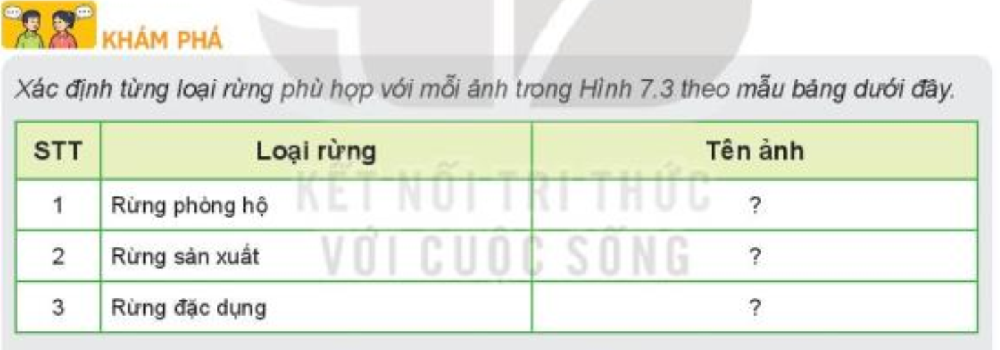 KHÁM PHÁ
Xác định từng loại rừng phù hợp với mỗi ảnh trong Hình 7.3 theo mẫu bảng dưới đây.
STT Loại rừng Tên ảnh
1 Rừng phòng hộ ?
2 Rừng sản xuất ?
3 Rừng đặc dụng ?
KẾT NỐI TRI THỨC
VỚI CUỘC SỐNG